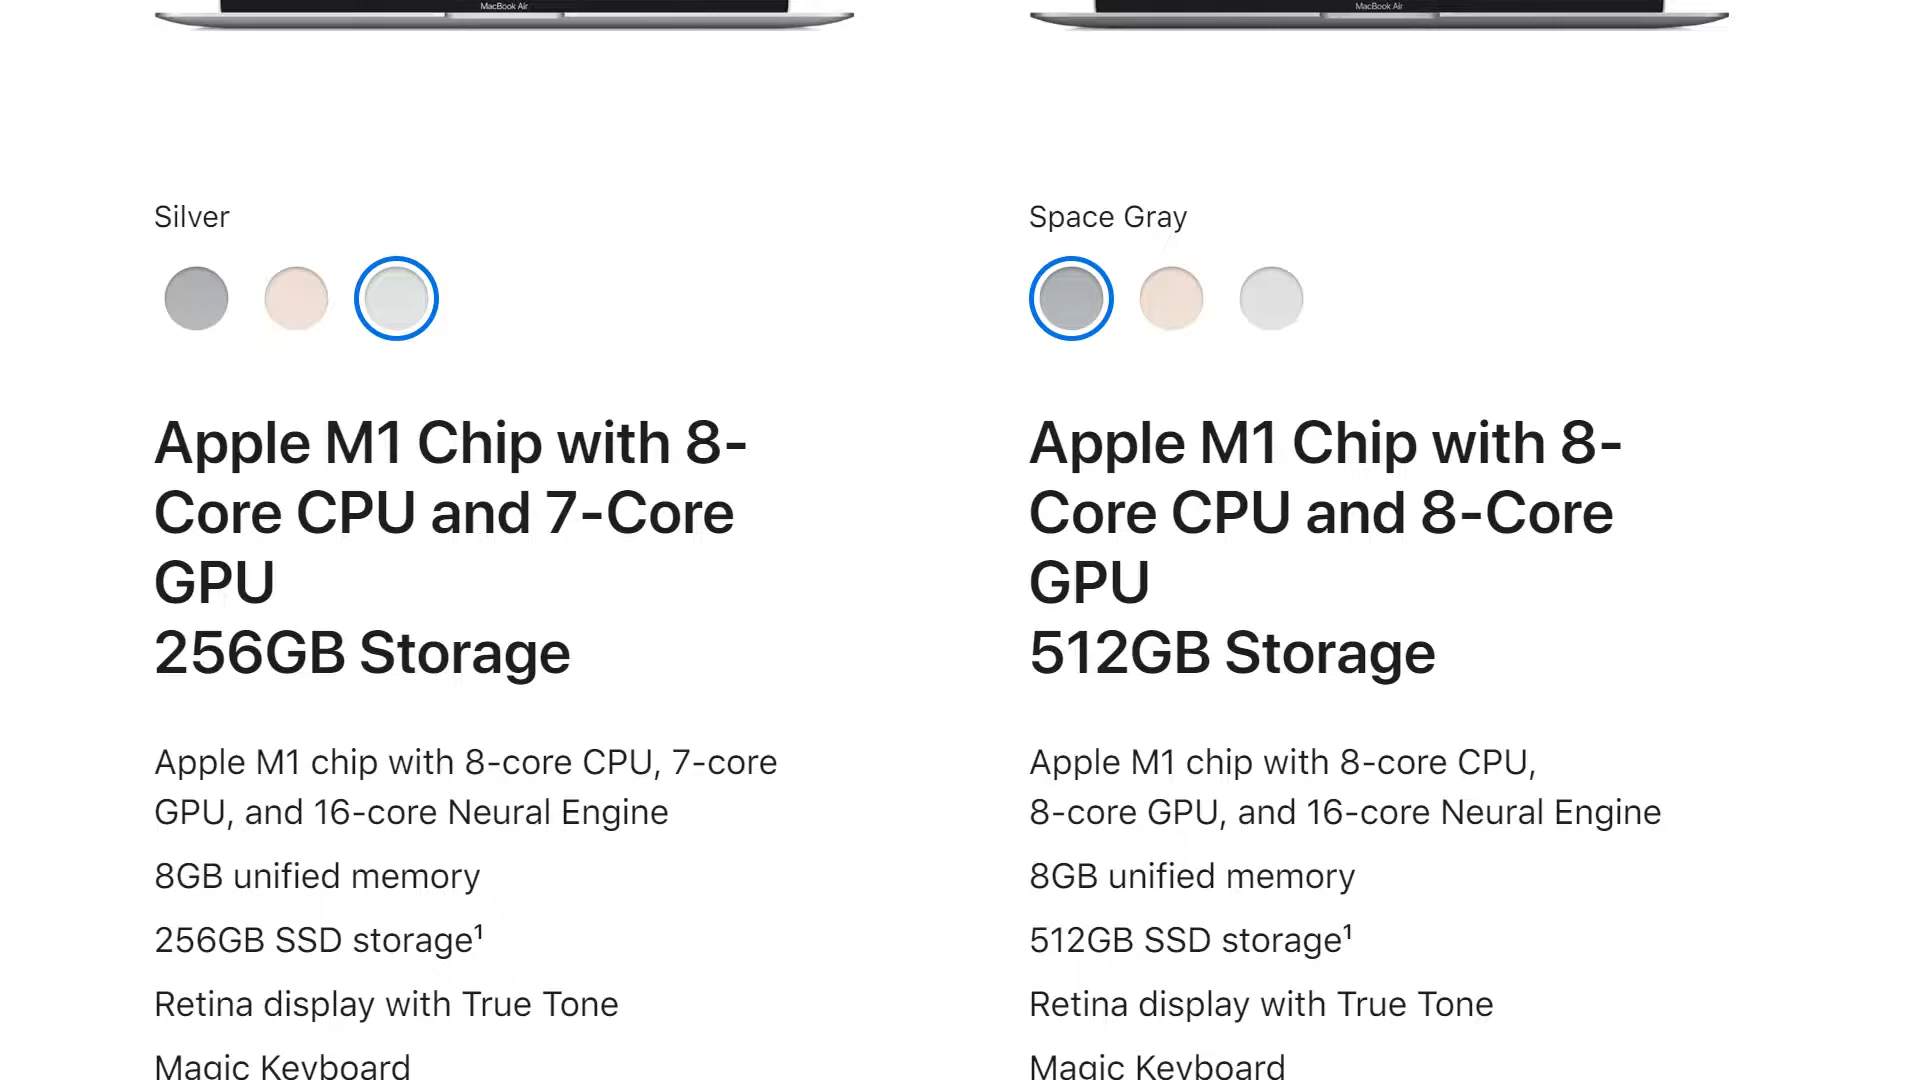 MacBook Air
Silver
Apple M1 Chip with 8-
Core CPU and 7-Core
GPU
256GB Storage
Apple M1 chip with 8-core CPU, 7-core
GPU, and 16-core Neural Engine
8GB unified memory
256GB SSD storage¹
Retina display with True Tone
Magic Keyboard
MacBook Air
Space Gray
Apple M1 Chip with 8-
Core CPU and 8-Core
GPU
512GB Storage
Apple M1 chip with 8-core CPU,
8-core GPU, and 16-core Neural Engine
8GB unified memory
512GB SSD storage¹
Retina display with True Tone
Magic Keyboard